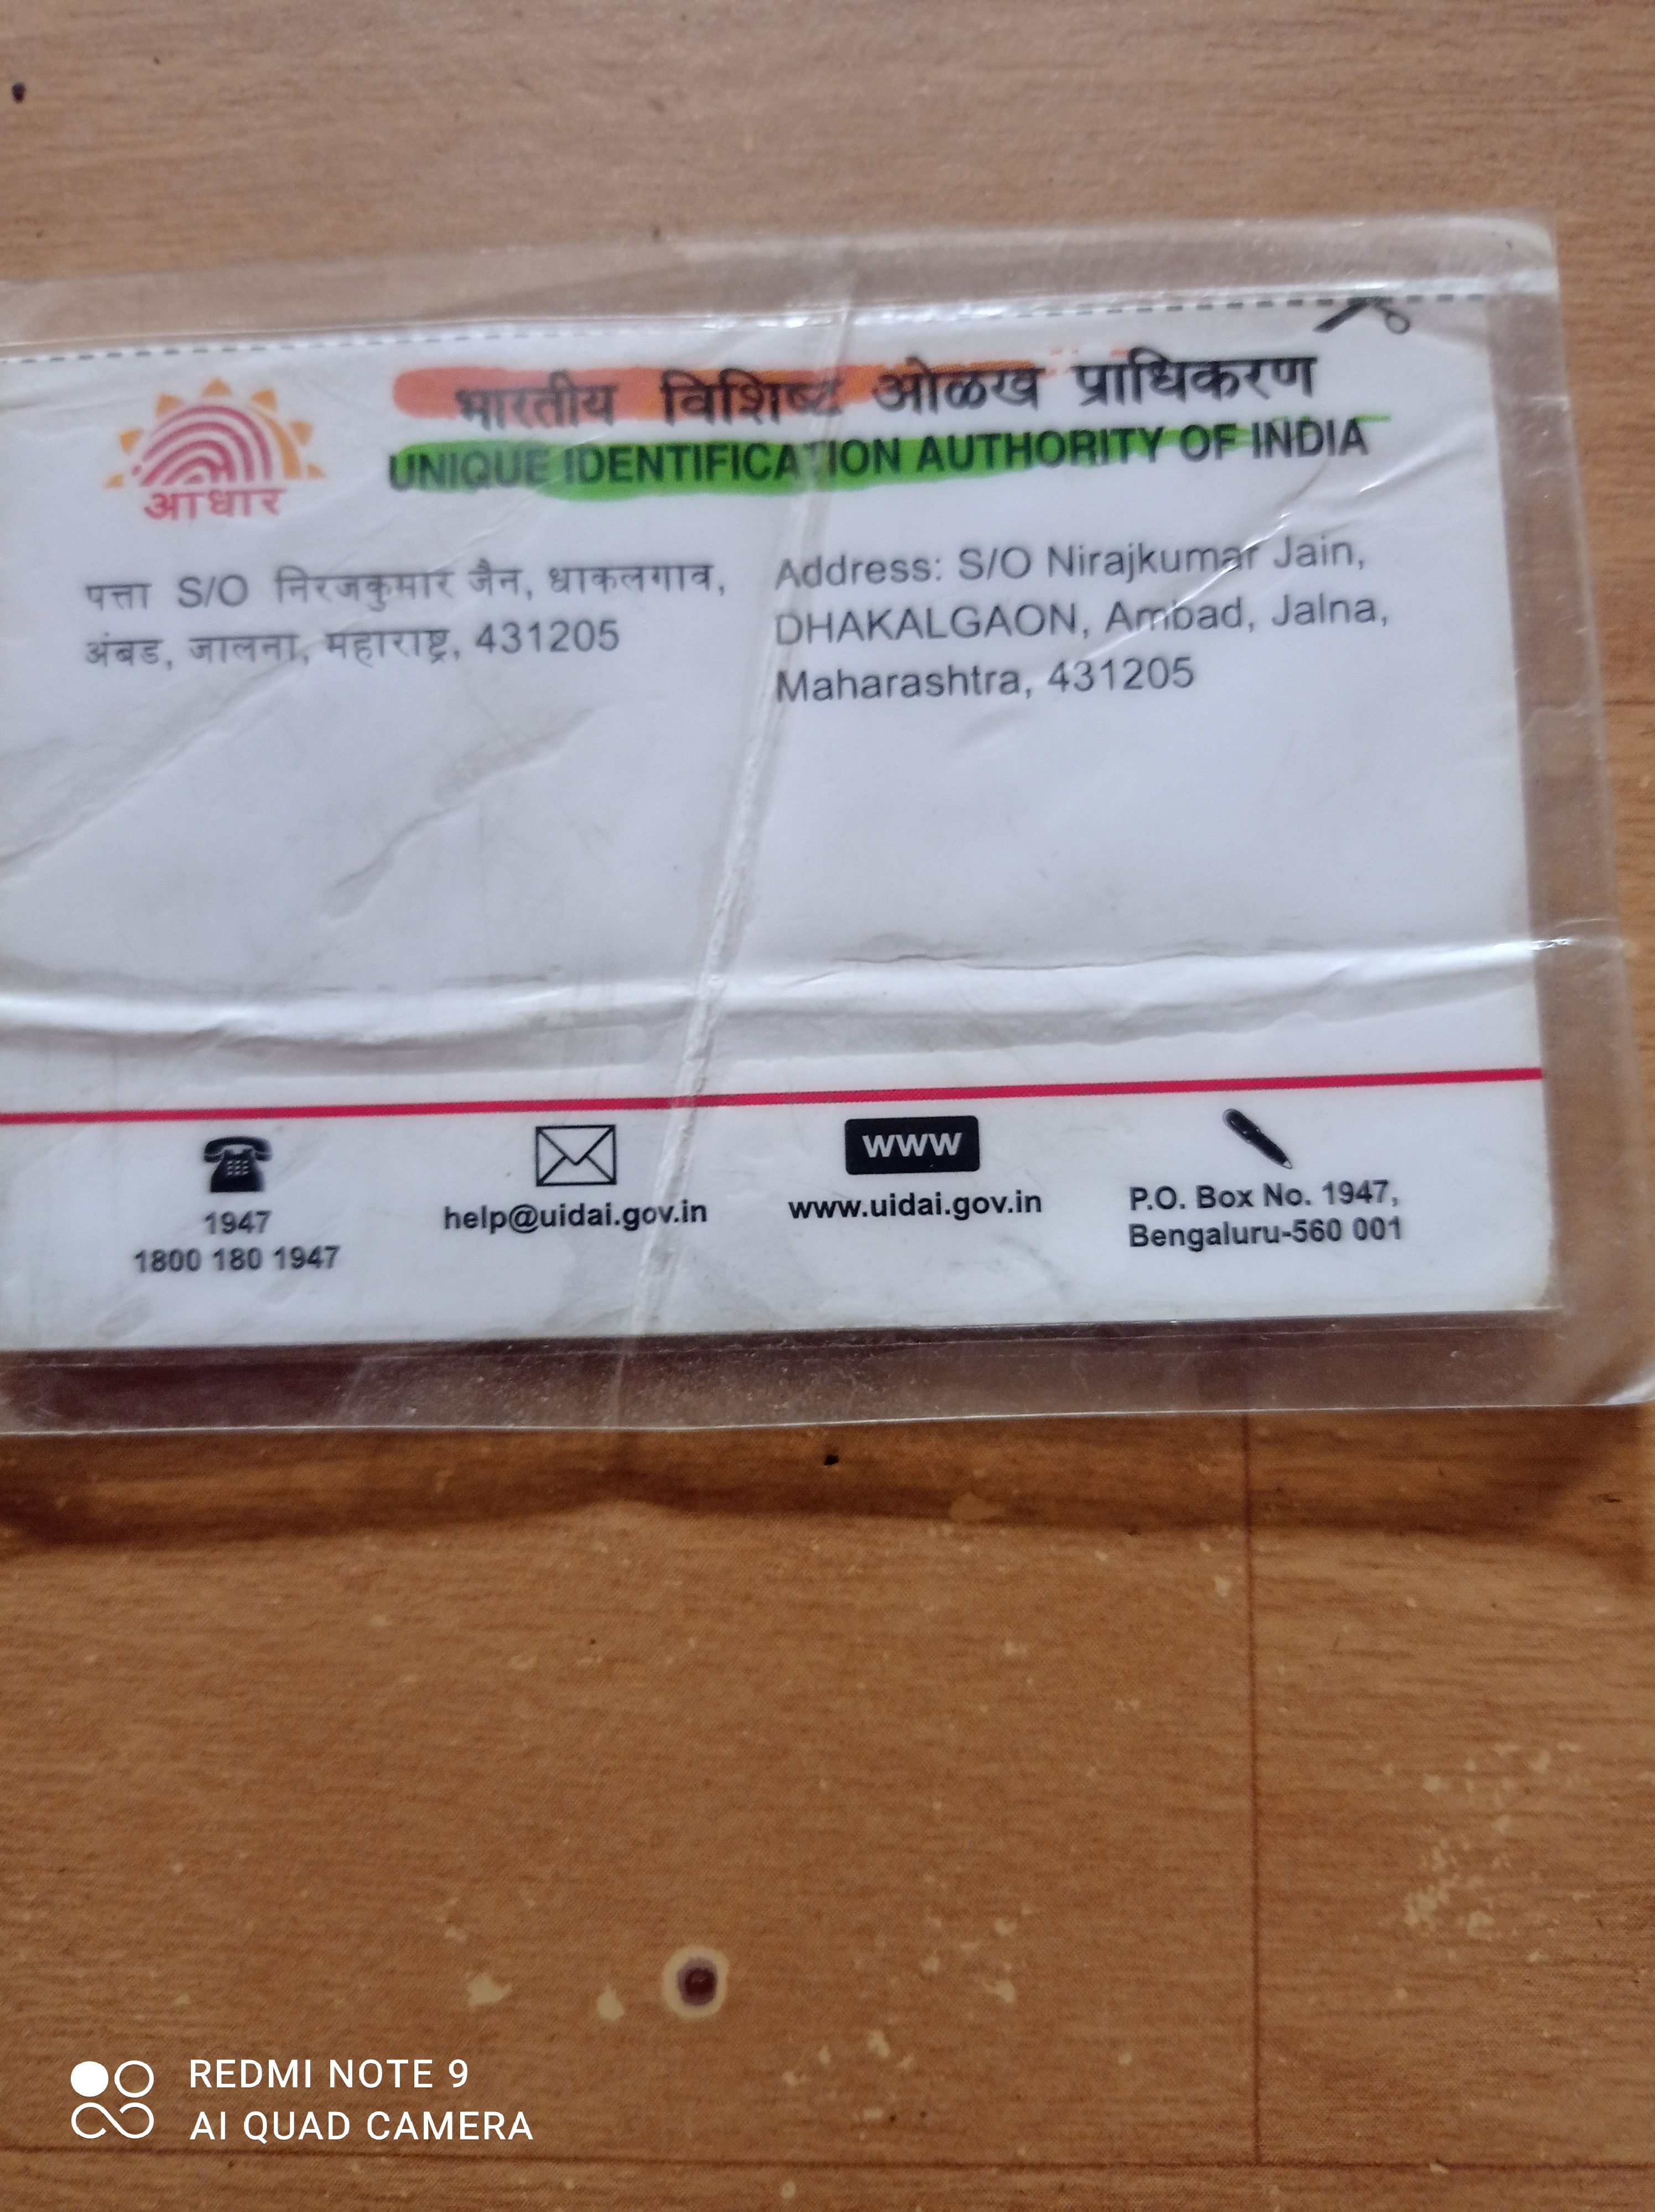 भारतीय विशिष्ट ओळख प्राधिकरण
UNIQUE IDENTIFICATION AUTHORITY OF INDIA
आधार
पत्ता S/O निरजकुमार जैन, धाकलगाव,
अंबड, जालना, महाराष्ट्र, 431205
Address: S/O Nirajkumar Jain,
DHAKALGAON, Ambad, Jalna,
Maharashtra, 431205
1947
1800 180 1947
help@uidai.gov.in
www
www.uidai.gov.in
P.O. Box No. 1947,
Bengaluru-560 001
REDMI NOTE 9
AI QUAD CAMERA